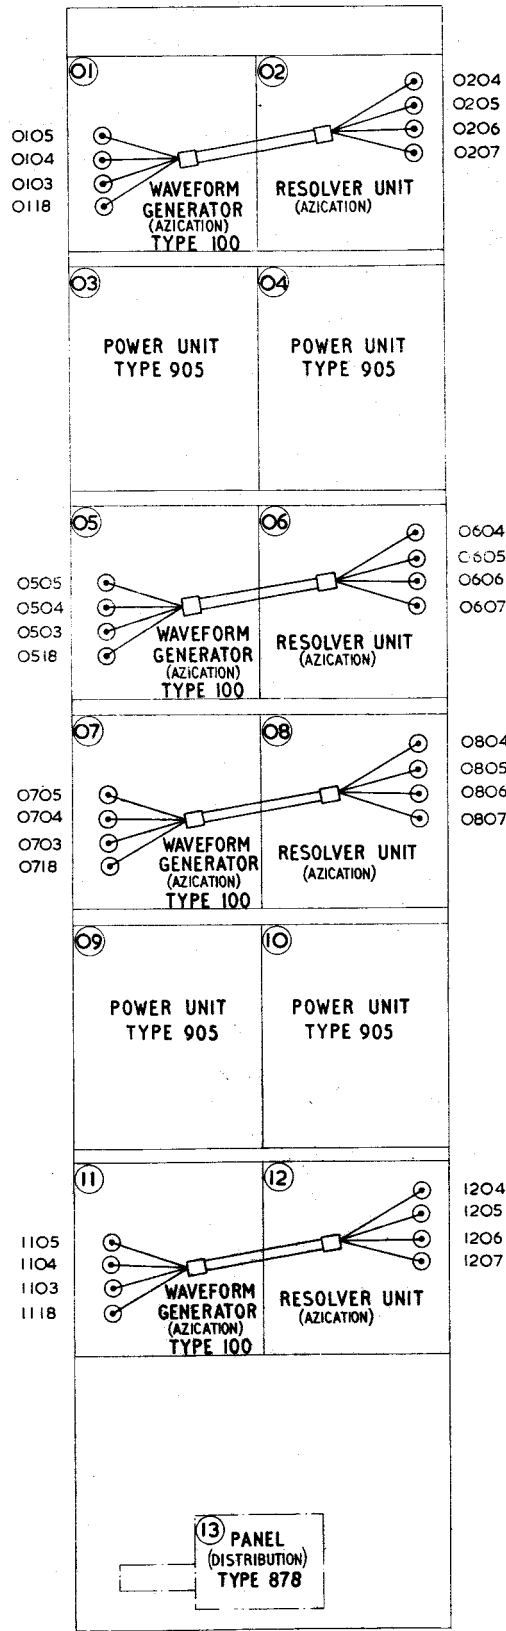 01
02
0105
0104
0103
0118
0204
0205
0206
0207
WAVEFORM
GENERATOR
(AZICATION)
TYPE 100
RESOLVER UNIT
(AZICATION)
03
04
POWER UNIT
TYPE 905
POWER UNIT
TYPE 905
05
06
0505
0504
0503
0518
0604
0605
0606
0607
WAVEFORM
GENERATOR
(AZICATION)
TYPE 100
RESOLVER UNIT
(AZICATION)
07
08
0705
0704
0703
0718
0804
0805
0806
0807
WAVEFORM
GENERATOR
(AZICATION)
TYPE 100
RESOLVER UNIT
(AZICATION)
09
10
POWER UNIT
TYPE 905
POWER UNIT
TYPE 905
11
12
1105
1104
1103
1118
1204
1205
1206
1207
WAVEFORM
GENERATOR
(AZICATION)
TYPE 100
RESOLVER UNIT
(AZICATION)
13
PANEL
(DISTRIBUTION)
TYPE 878